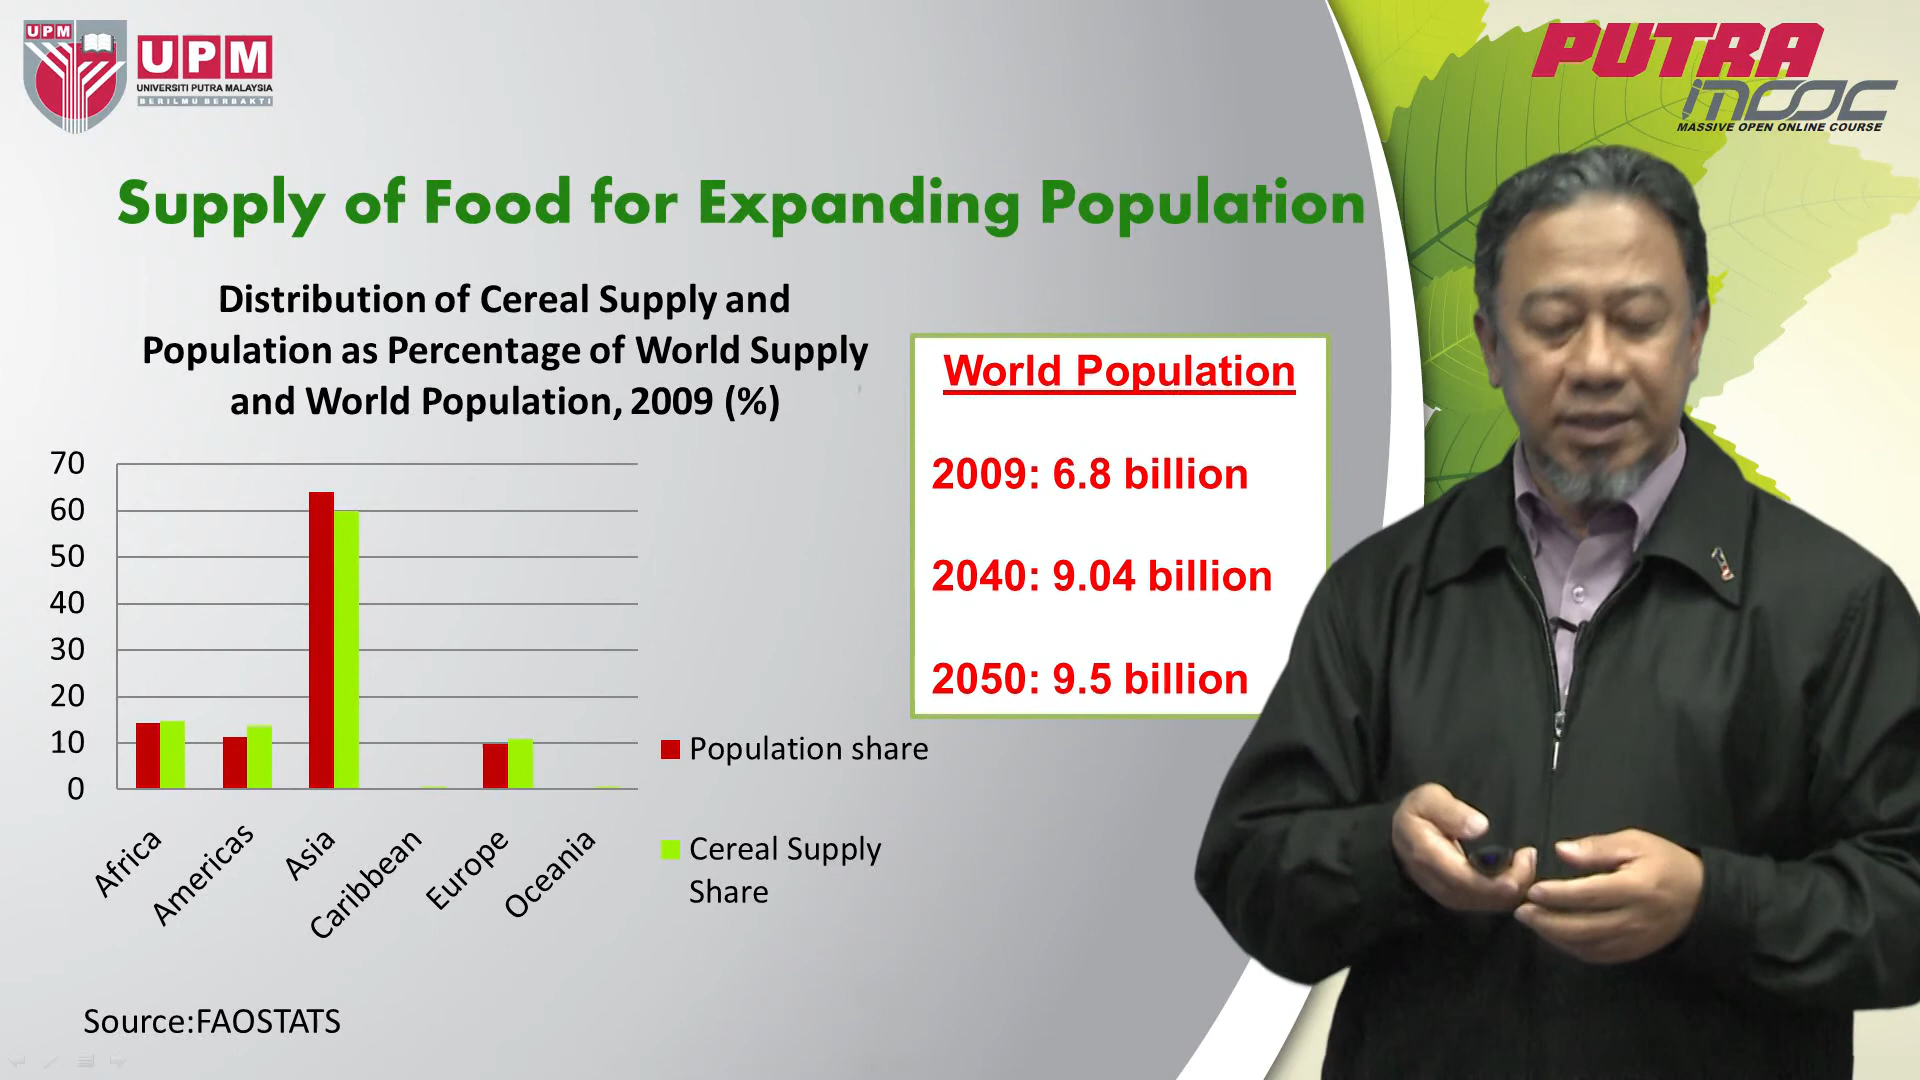 UPM
UPM
UNIVERSITI PUTRA MALAYSIA
BERILMU BERBAKTI
PUTRA
mooc
MASSIVE OPEN ONLINE COURSE
Supply of Food for Expanding Population
Distribution of Cereal Supply and
Population as Percentage of World Supply
and World Population, 2009 (%)
70
60
50
40
30
20
10
0
Africa
Americas
Asia
Caribbean
Europe
Oceania
Population share
Cereal Supply
Share
World Population
2009: 6.8 billion
2040: 9.04 billion
2050: 9.5 billion
Source:FAOSTATS